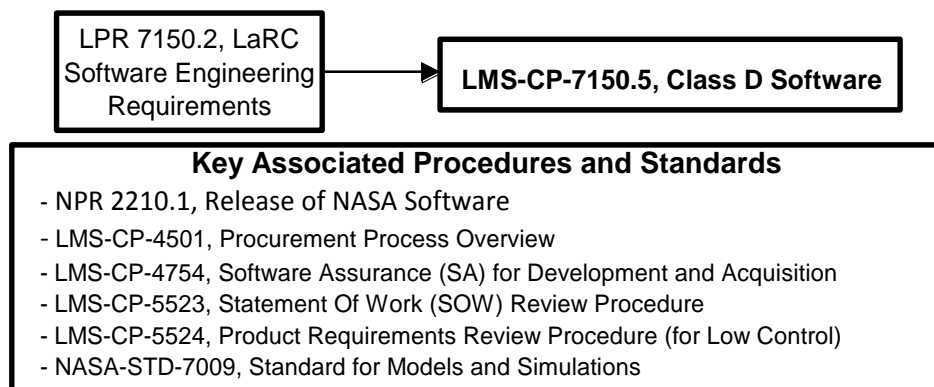 LPR 7150.2, LaRC
Software Engineering
Requirements
LMS-CP-7150.5, Class D Software
Key Associated Procedures and Standards
- NPR 2210.1, Release of NASA Software
- LMS-CP-4501, Procurement Process Overview
- LMS-CP-4754, Software Assurance (SA) for Development and Acquisition
- LMS-CP-5523, Statement Of Work (SOW) Review Procedure
- LMS-CP-5524, Product Requirements Review Procedure (for Low Control)
- NASA-STD-7009, Standard for Models and Simulations